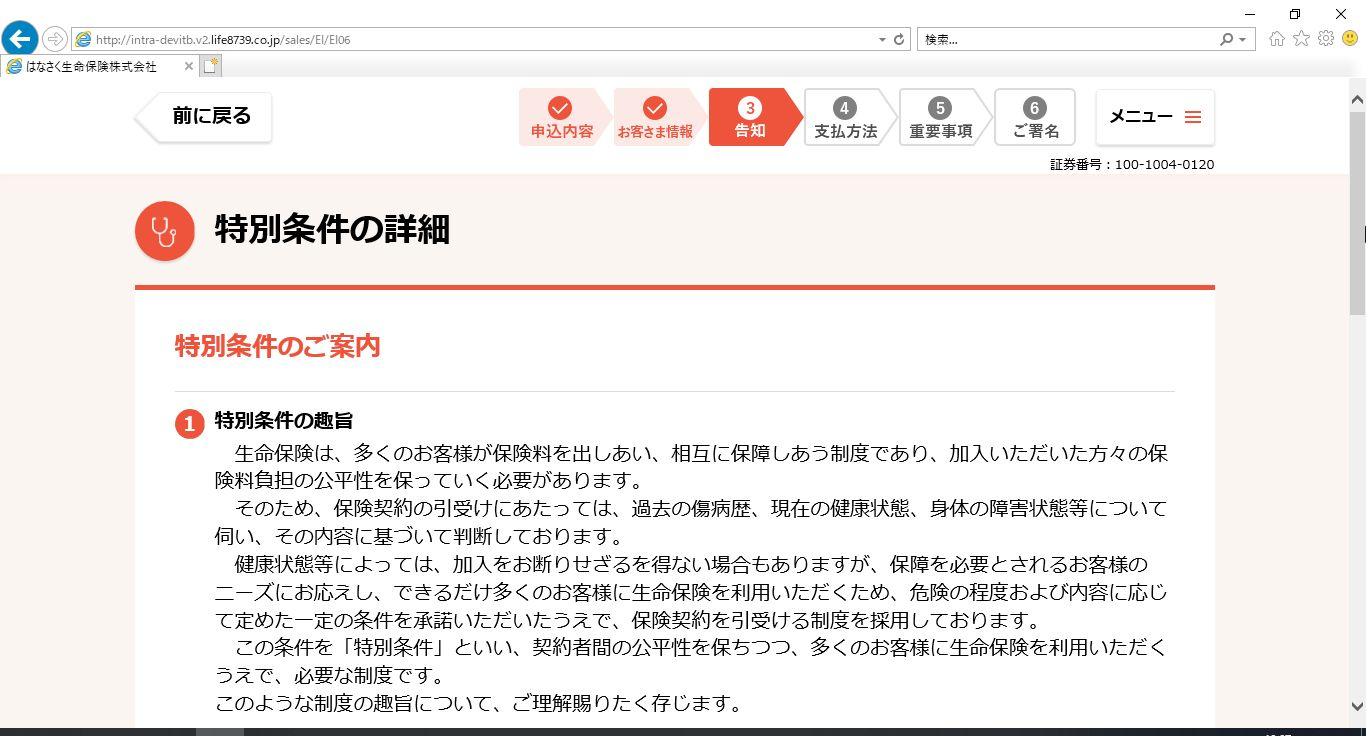 http://intra-devitb.v2.life8739.co.jp/sales/EI/EI06
検索...
はなさく生命保険株式会社
前に戻る
申込内容
お客さま情報
3
告知
4
支払方法
5
重要事項
6
ご署名
メニュー
証券番号：100-1004-0120
特別条件の詳細
特別条件のご案内
1 特別条件の趣旨
生命保険は、多くのお客様が保険料を出しあい、相互に保障しあう制度であり、加入いただいた方々の保
険料負担の公平性を保っていく必要があります。
そのため、保険契約の引受けにあたっては、過去の傷病歴、現在の健康状態、身体の障害状態等について
伺い、その内容に基づいて判断しております。
健康状態等によっては、加入をお断りせざるを得ない場合もありますが、保障を必要とされるお客様の
ニーズにお応えし、できるだけ多くのお客様に生命保険を利用いただくため、危険の程度および内容に応じ
て定めた一定の条件を承諾いただいたうえで、保険契約を引受ける制度を採用しております。
この条件を「特別条件」といい、契約者間の公平性を保ちつつ、多くのお客様に生命保険を利用いただく
うえで、必要な制度です。
このような制度の趣旨について、ご理解賜りたく存じます。